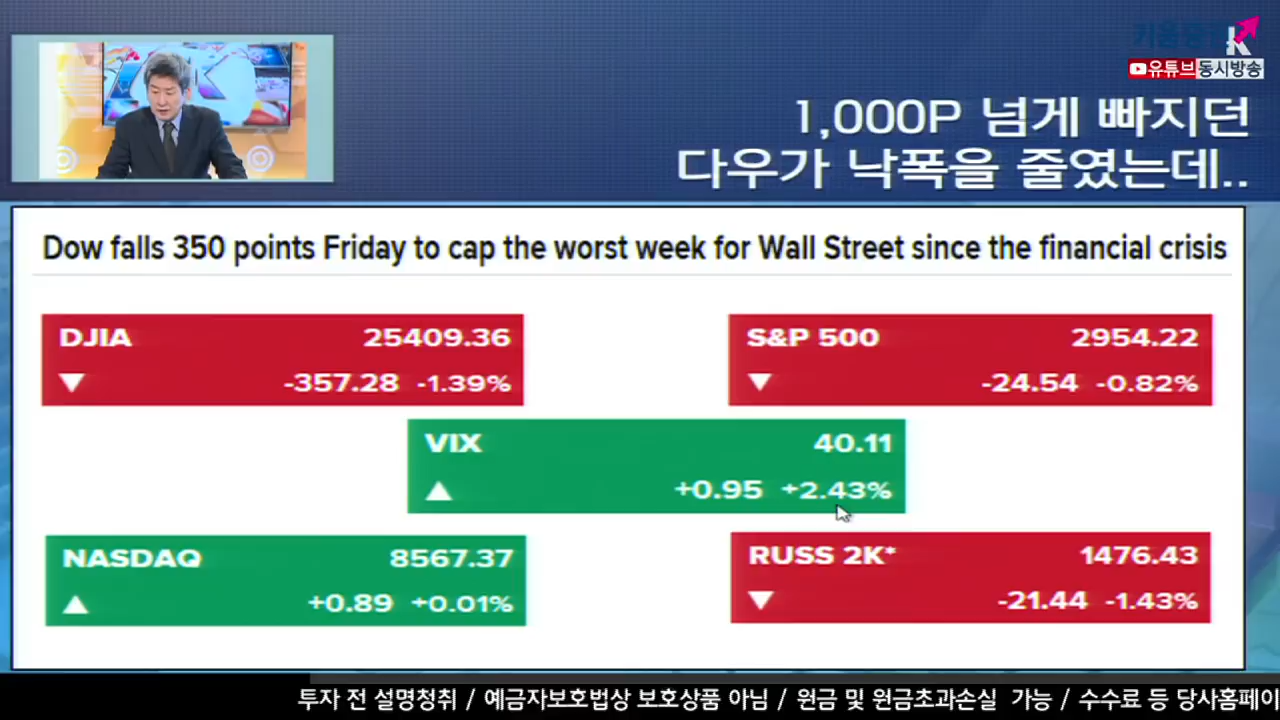 키움증권
유튜브 동시방송
1,000P 넘게 빠지던
다우가 낙폭을 줄였는데..
Dow falls 350 points Friday to cap the worst week for Wall Street since the financial crisis
DJIA 25409.36
▼ -357.28 -1.39%
S&P 500 2954.22
▼ -24.54 -0.82%
VIX 40.11
▲ +0.95 +2.43%
NASDAQ 8567.37
▲ +0.89 +0.01%
RUSS 2K* 1476.43
▼ -21.44 -1.43%
투자 전 설명청취 / 예금자보호법상 보호상품 아님 / 원금 및 원금초과손실 가능 / 수수료 등 당사홈페이